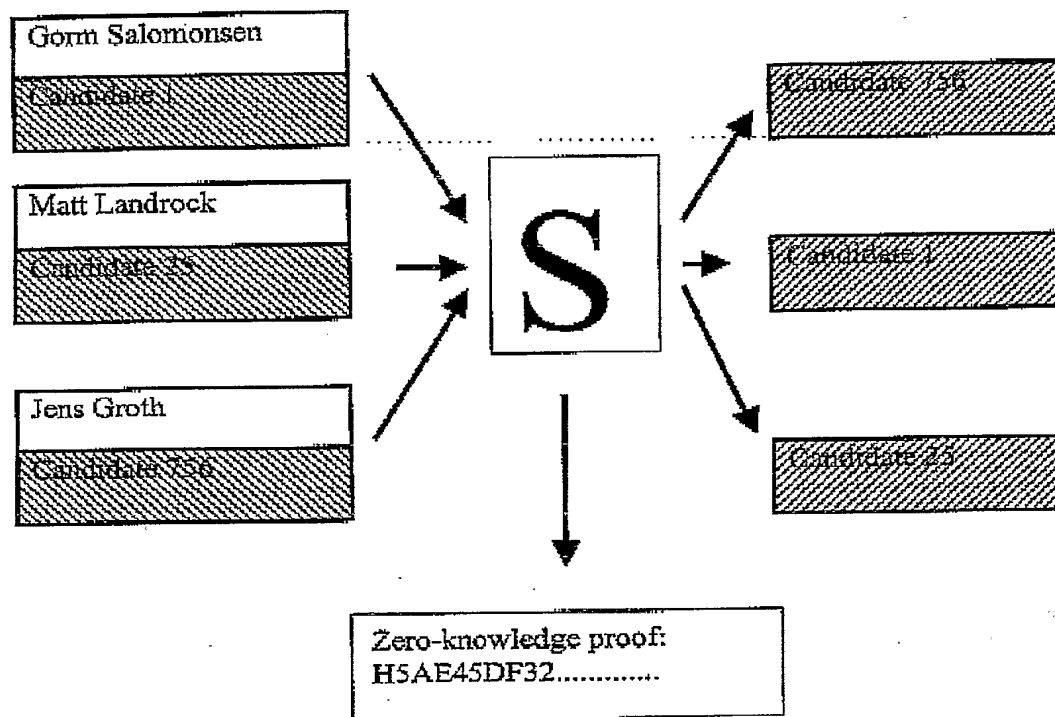 Gorm Salomonsen
Candidate 1
Matt Landrock
Candidate 25
Jens Groth
Candidate 756
S
Candidate 756
Candidate 1
Candidate 25
Zero-knowledge proof:
H5AE45DF32.............